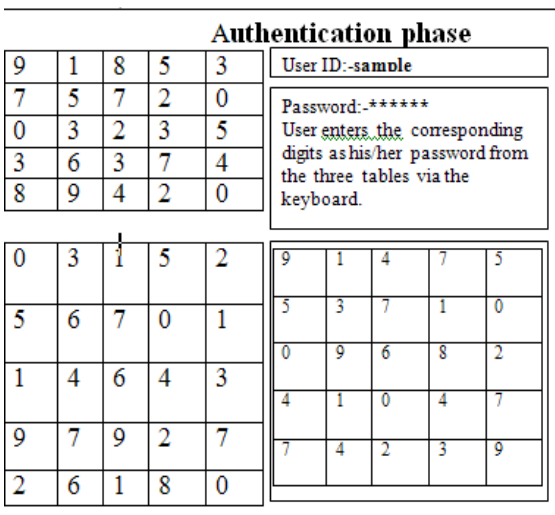 Authentication phase
9 1 8 5 3
7 5 7 2 0
0 3 2 3 5
3 6 3 7 4
8 9 4 2 0
User ID:-sample
Password:-******
User enters the corresponding
digits as his/her password from
the three tables via the
keyboard.
0 3 1 5 2
5 6 7 0 1
1 4 6 4 3
9 7 9 2 7
2 6 1 8 0
9 1 4 7 5
5 3 7 1 0
0 9 6 8 2
4 1 0 4 7
7 4 2 3 9